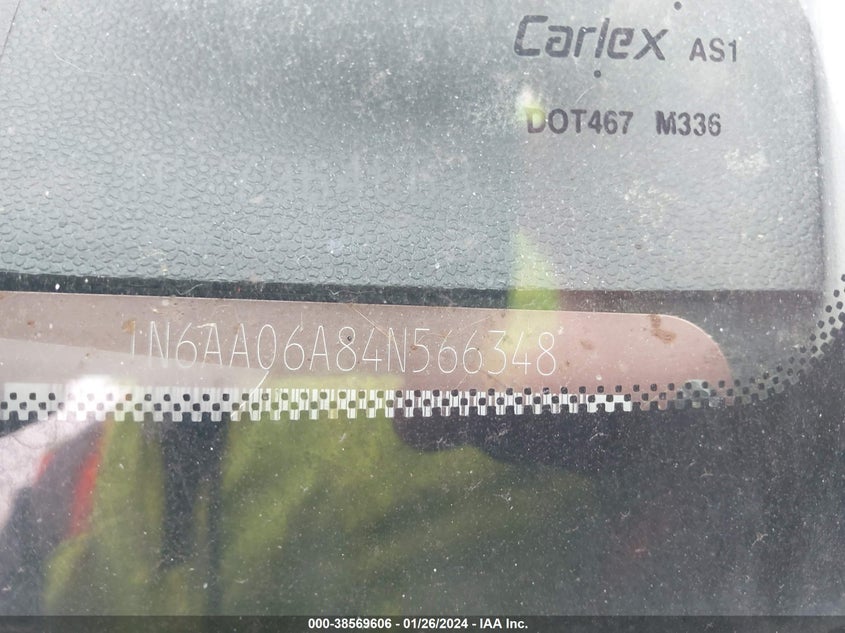 Carlex AS1
DOT467 M336
1N6AA06A84N566348
000-38569606 - 01/26/2024 - IAA Inc.